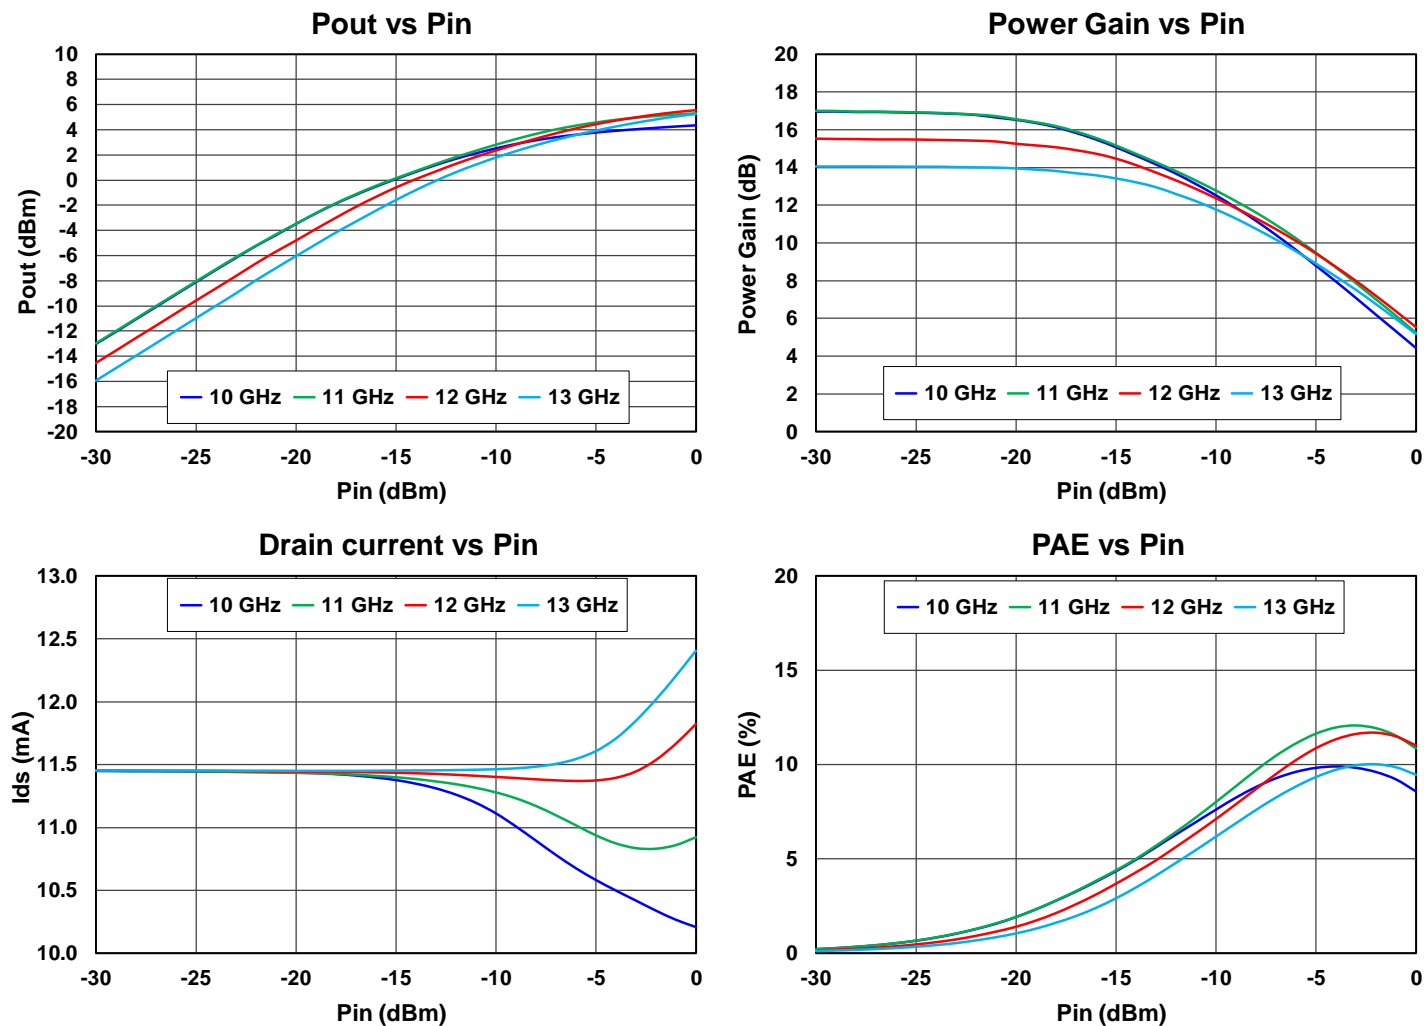 Pout vs Pin
10
8
6
4
2
0
-2
-4
-6
-8
-10
-12
-14
-16
-18
-20
Pout (dBm)
10 GHz 11 GHz 12 GHz 13 GHz
-30 -25 -20 -15 -10 -5 0
Pin (dBm)
Power Gain vs Pin
20
18
16
14
12
10
8
6
4
2
0
Power Gain (dB)
10 GHz 11 GHz 12 GHz 13 GHz
-30 -25 -20 -15 -10 -5 0
Pin (dBm)
Drain current vs Pin
10 GHz 11 GHz 12 GHz 13 GHz
13.0
12.5
12.0
11.5
11.0
10.5
10.0
Ids (mA)
-30 -25 -20 -15 -10 -5 0
Pin (dBm)
PAE vs Pin
10 GHz 11 GHz 12 GHz 13 GHz
20
15
10
5
0
PAE (%)
-30 -25 -20 -15 -10 -5 0
Pin (dBm)